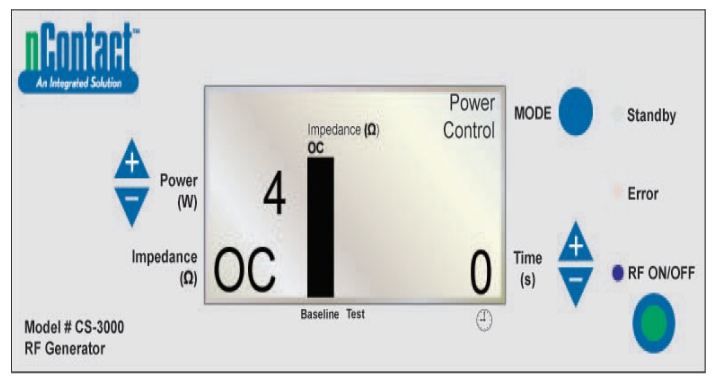 nContact™
An Integrated Solution
Power
Control
Impedance (Ω)
OC
MODE
Standby
+
−
Power
(W)
4
Error
Impedance
(Ω)
OC
0
Time
(s)
+
−
RF ON/OFF
Baseline Test
Model # CS-3000
RF Generator